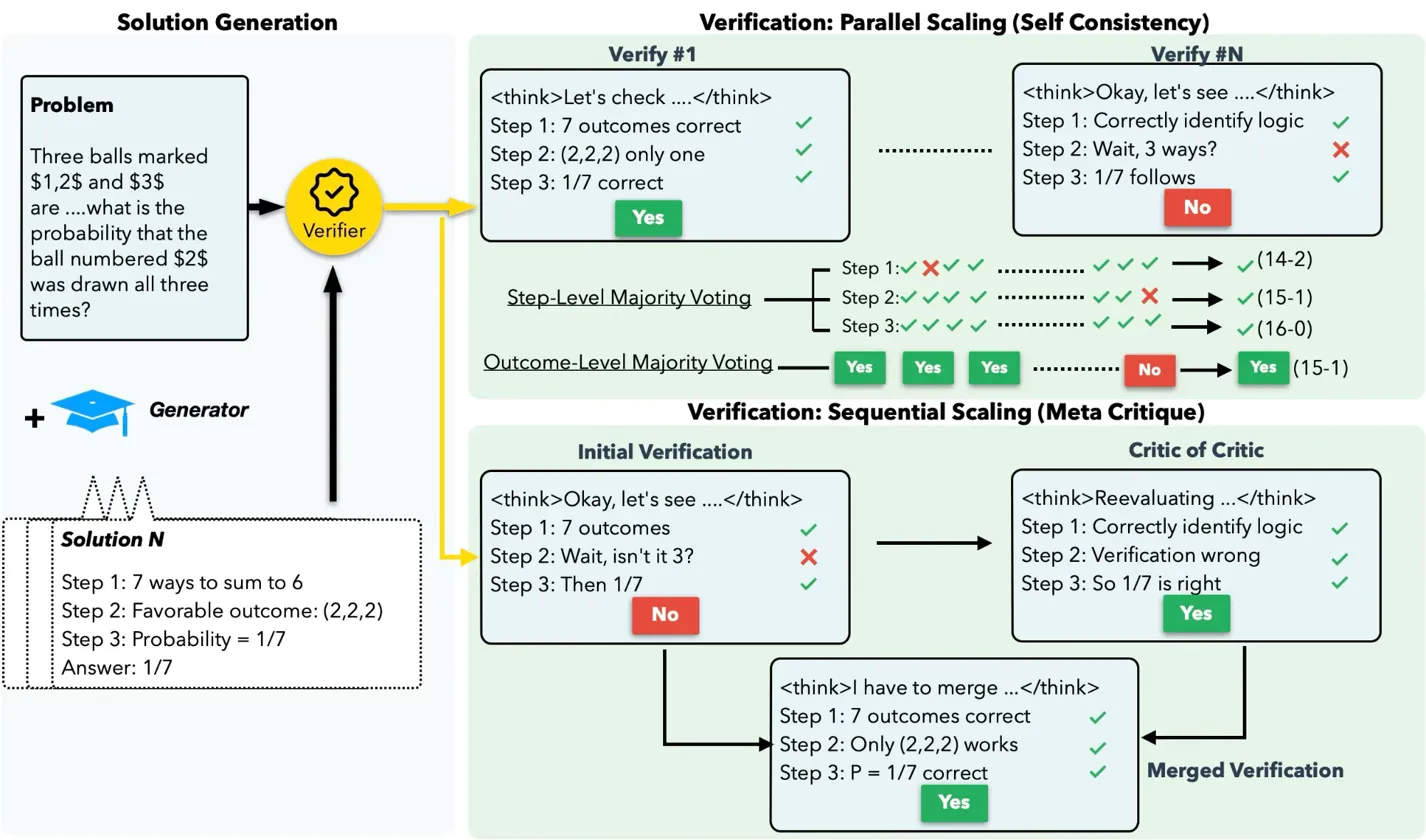 Solution Generation
Problem
Three balls marked
$1,2$ and $3$
are ....what is the
probability that the
ball numbered $2$
was drawn all three
times?
+
Generator
Solution N
Step 1: 7 ways to sum to 6
Step 2: Favorable outcome: (2,2,2)
Step 3: Probability = 1/7
Answer: 1/7
Verifier
Verification: Parallel Scaling (Self Consistency)
Verify #1
<think>Let's check ....</think>
Step 1: 7 outcomes correct
Step 2: (2,2,2) only one
Step 3: 1/7 correct
Yes
Verify #N
<think>Okay, let's see ....</think>
Step 1: Correctly identify logic
Step 2: Wait, 3 ways?
Step 3: 1/7 follows
No
Step-Level Majority Voting
Step 1: (14-2)
Step 2: (15-1)
Step 3: (16-0)
Outcome-Level Majority Voting Yes Yes Yes No Yes (15-1)
Verification: Sequential Scaling (Meta Critique)
Initial Verification
<think>Okay, let's see ....</think>
Step 1: 7 outcomes
Step 2: Wait, isn't it 3?
Step 3: Then 1/7
No
Critic of Critic
<think>Reevaluating ...</think>
Step 1: Correctly identify logic
Step 2: Verification wrong
Step 3: So 1/7 is right
Yes
<think>I have to merge ...</think>
Step 1: 7 outcomes correct
Step 2: Only (2,2,2) works
Step 3: P = 1/7 correct
Yes
Merged Verification